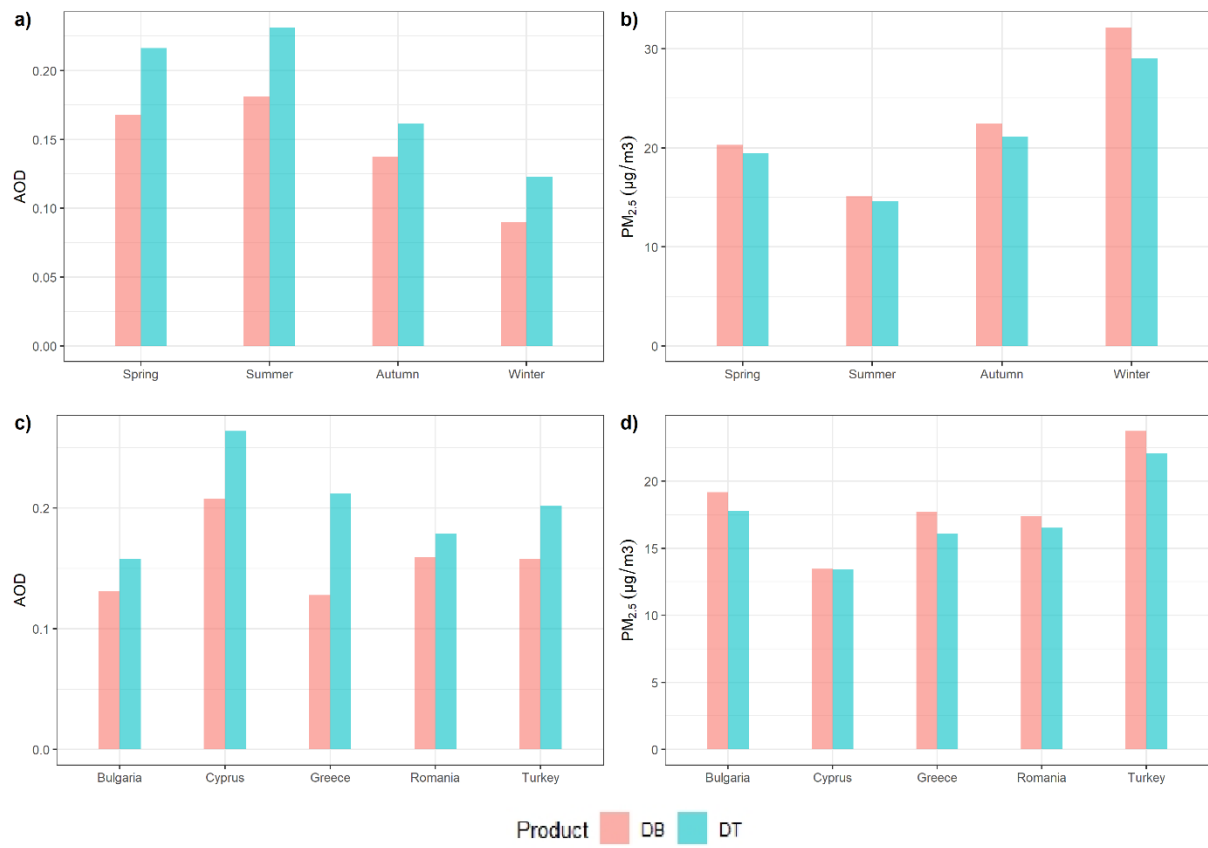 a)
0.20
0.15
0.10
0.05
0.00
AOD
Spring Summer Autumn Winter
b)
30
20
10
0
PM2.5 (µg/m3)
Spring Summer Autumn Winter
c)
0.2
0.1
0.0
AOD
Bulgaria Cyprus Greece Romania Turkey
d)
20
15
10
5
0
PM2.5 (µg/m3)
Bulgaria Cyprus Greece Romania Turkey
Product DB DT